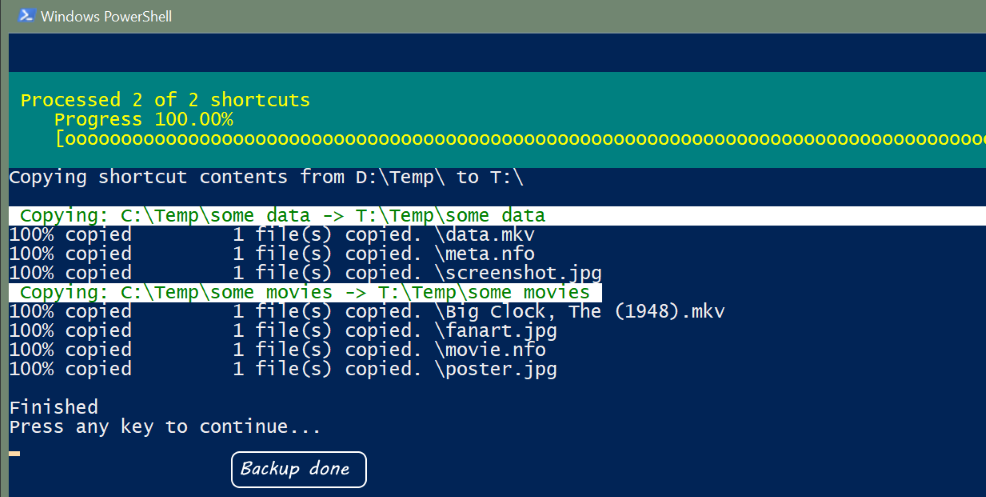 Windows PowerShell
Processed 2 of 2 shortcuts
Progress 100.00%
[ooooooooooooooooooooooooooooooooooooooooooooooooooooooooooooooooooooooooooooooooooo
Copying shortcut contents from D:\Temp\ to T:\
Copying: C:\Temp\some data -> T:\Temp\some data
100% copied         1 file(s) copied. \data.mkv
100% copied         1 file(s) copied. \meta.nfo
100% copied         1 file(s) copied. \screenshot.jpg
Copying: C:\Temp\some movies -> T:\Temp\some movies
100% copied         1 file(s) copied. \Big Clock, The (1948).mkv
100% copied         1 file(s) copied. \fanart.jpg
100% copied         1 file(s) copied. \movie.nfo
100% copied         1 file(s) copied. \poster.jpg
Finished
Press any key to continue...
Backup done